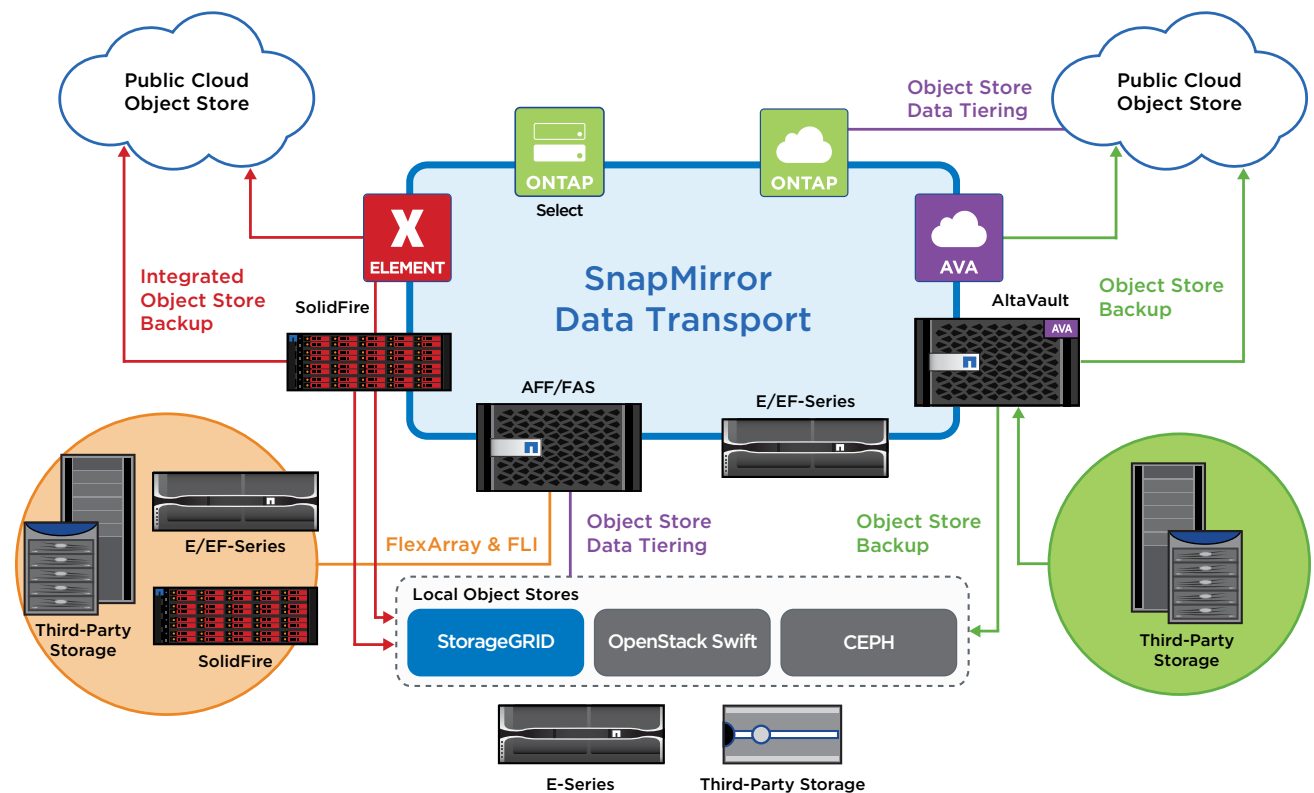 Public Cloud
Object Store
Object Store
Data Tiering
Public Cloud
Object Store
ONTAP
Select
ONTAP
X
ELEMENT
AVA
Integrated
Object Store
Backup
SnapMirror
Data Transport
SolidFire
AltaVault
AVA
Object Store
Backup
AFF/FAS
E/EF-Series
E/EF-Series
Third-Party
Storage
SolidFire
FlexArray & FLI
Object Store
Data Tiering
Object Store
Backup
Third-Party
Storage
Local Object Stores
StorageGRID
OpenStack Swift
CEPH
E-Series
Third-Party Storage